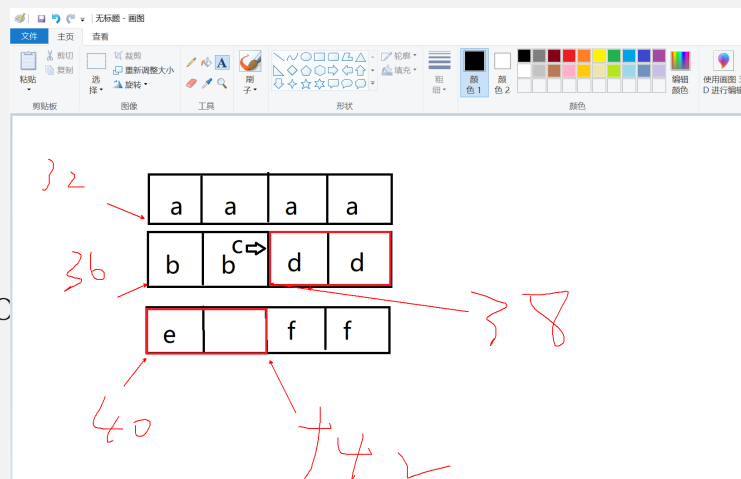 无标题 - 画图
文件 主页 查看
粘贴
剪切
复制
剪贴板
选择
裁剪
重新调整大小
旋转
图像
A
工具
刷子
形状
轮廓
填充
粗细
颜色 1
颜色 2
颜色
编辑颜色
使用画图 3
D 进行编辑
32
a a a a
36
b b c d d
38
e f f
40
42